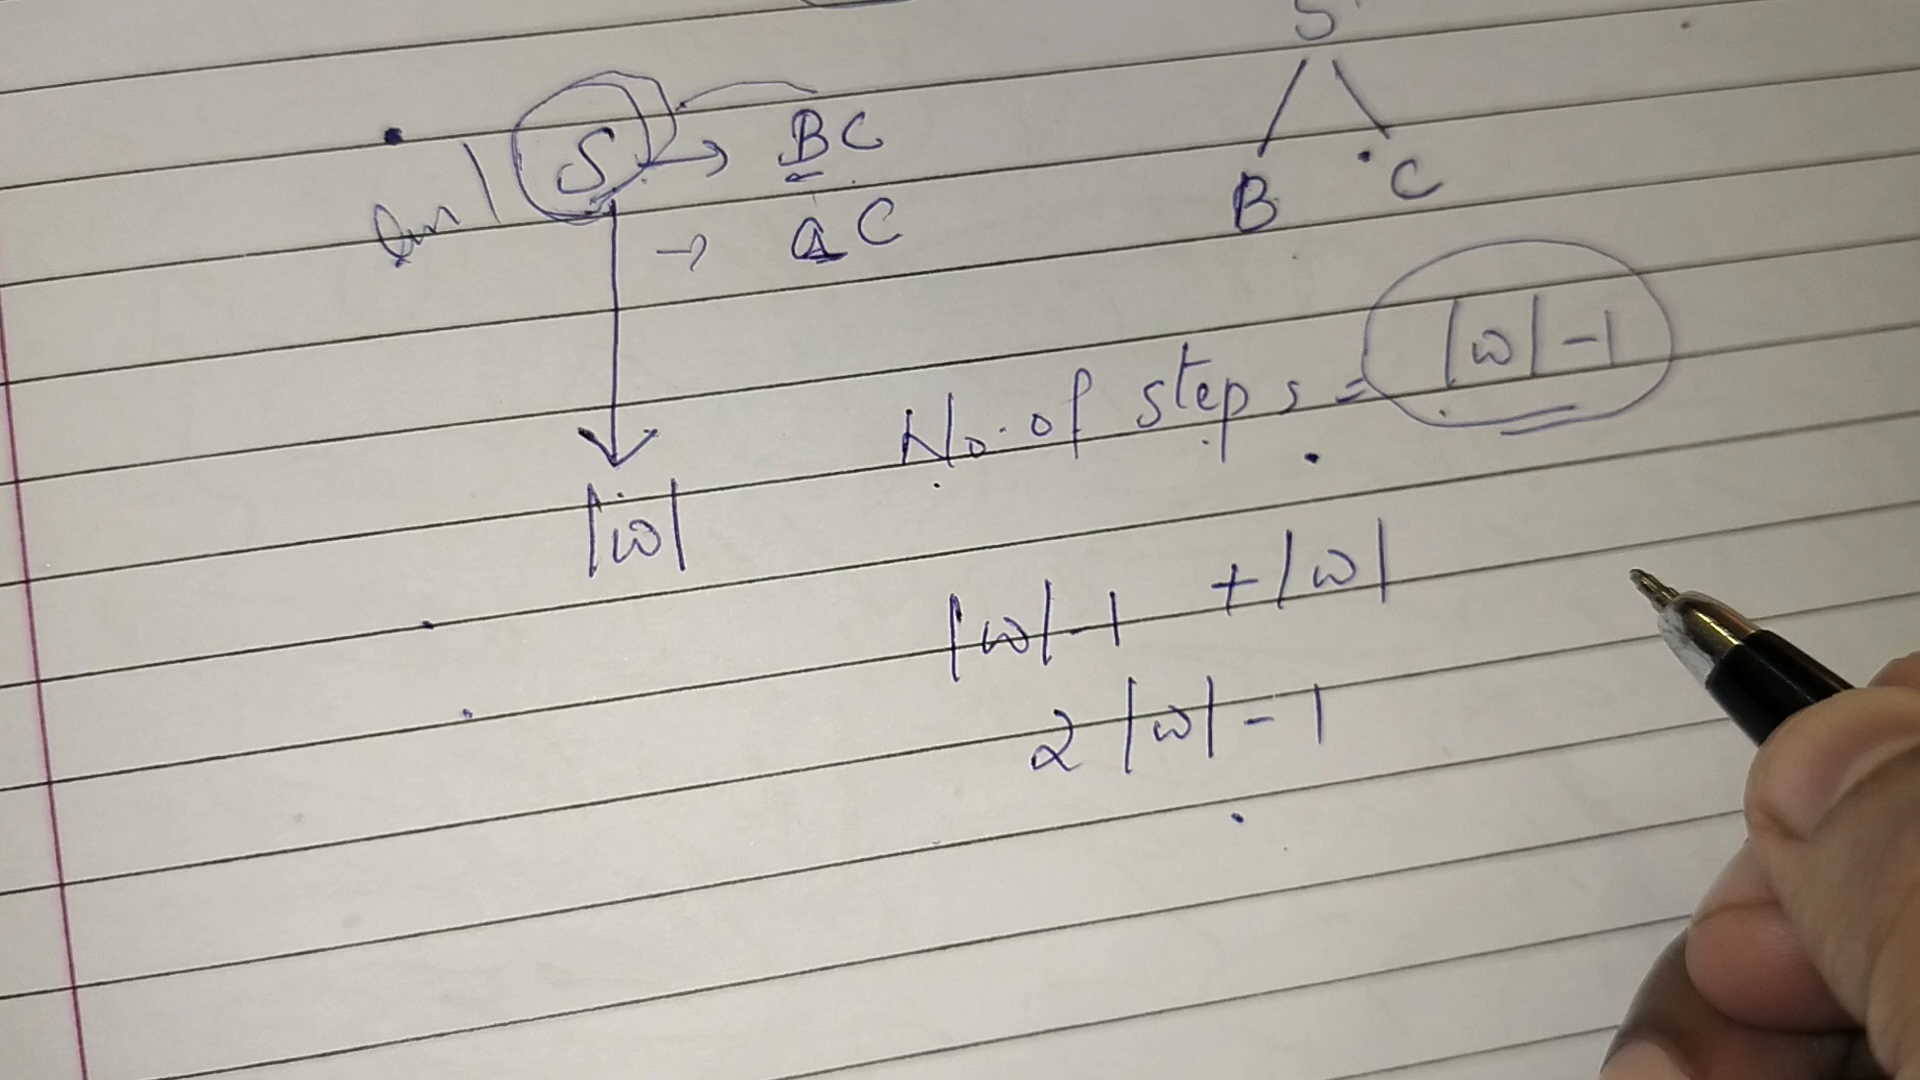 S
S → BC
→ aC
B C
No. of steps = |w| - 1
|w|
|w| - 1 + |w|
2 |w| - 1